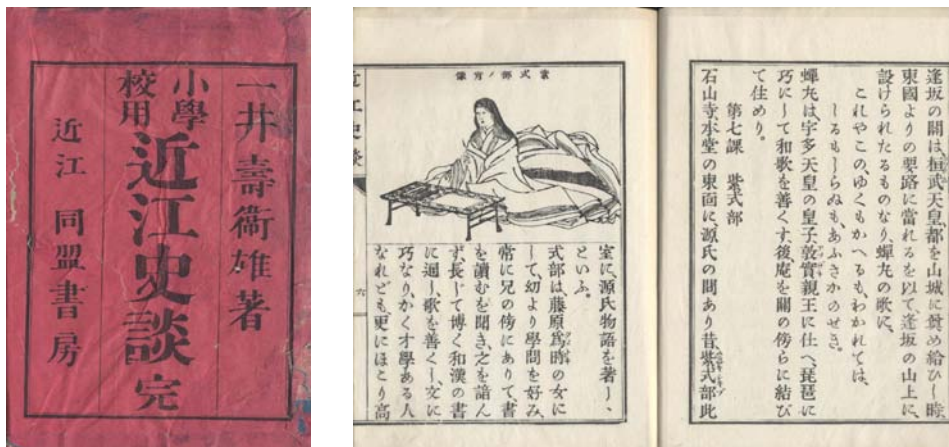 一井壽衞雄著
小學
校用
近江史談 完
近江 同盟書房
逢坂の關は、桓武天皇、都を山城に奠め給ひし時、
東國よりの要路に當れるを以て、逢坂の山上に、
設けられたるものなり、蟬丸の歌に、
これやこのゆくもかへるも、わかれては、
しるもしらぬも、あふさかのせき。
蟬丸は、宇多天皇の皇子敦實親王に仕へ、琵琶に
巧にして和歌を善くす、後庵を關の傍らに結び
て住めり。
第七課 紫式部
石山寺、本堂の東面に、源氏の間あり、昔紫式部此
紫式部ノ肖像
室に、源氏物語を著し、
といふ。
式部は、藤原爲時の女に
して、幼より學問を好み、
常に兄の傍にありて、書
を讀むを聞き、之を諳ん
ず、長じて博く和漢の書
に通し、歌を善くし、文に
巧なり、かく才學ある人
なれども、更にほこり高
近江史談
六